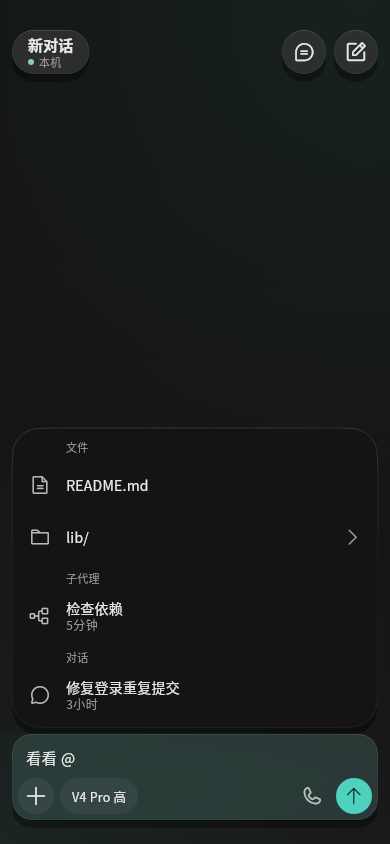 新对话
本机
文件
README.md
lib/
子代理
检查依赖
5分钟
对话
修复登录重复提交
3小时
看看 @
V4 Pro 高